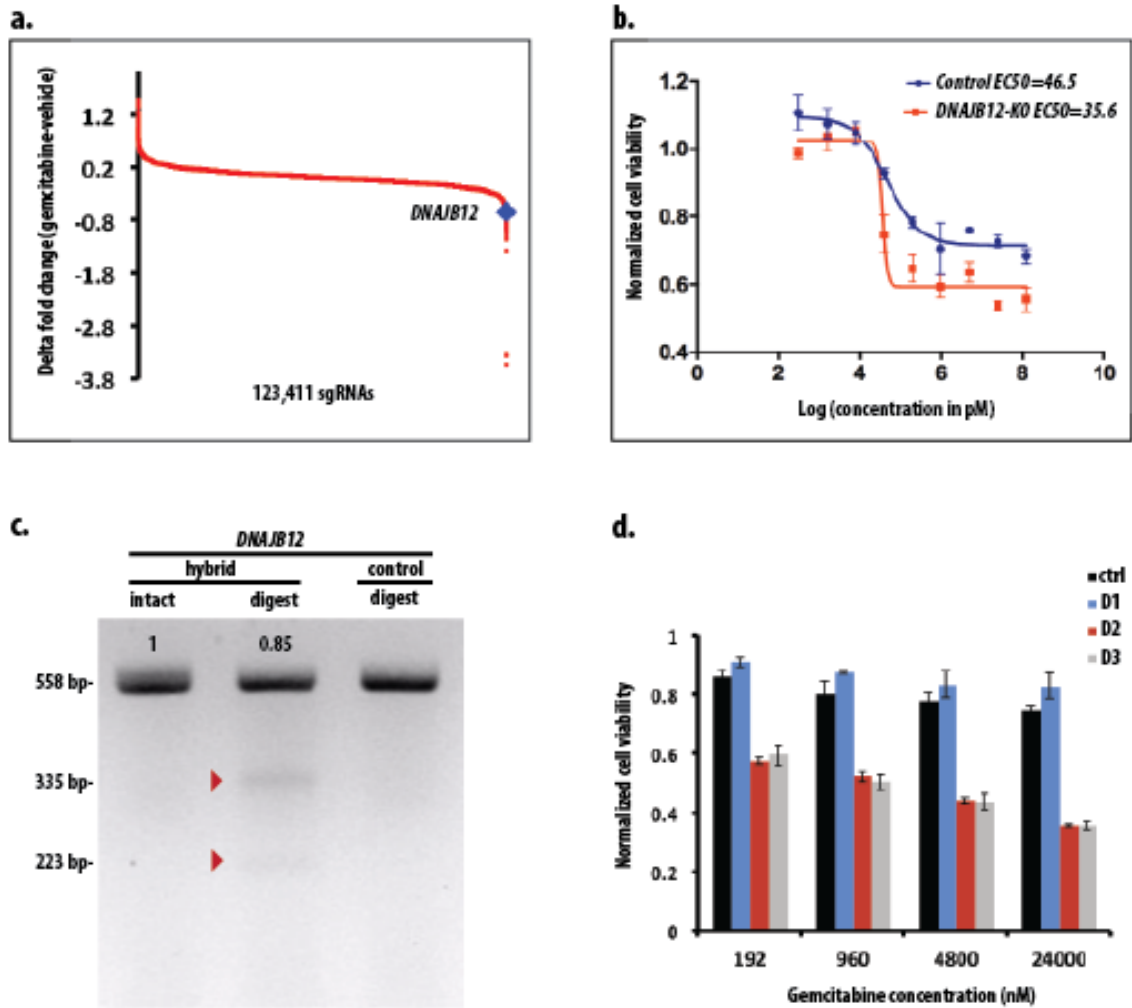 a.
Delta fold change (gemcitabine-vehicle)
1.2
0.2
-0.8
-1.8
-2.8
-3.8
DNAJB12
123,411 sgRNAs
b.
Normalized cell viability
1.2
1.0
0.8
0.6
0.4
Control EC50=46.5
DNAJB12-KO EC50=35.6
0 2 4 6 8 10
Log (concentration in pM)
c.
DNAJB12
hybrid control
intact digest digest
1 0.85
558 bp-
335 bp-
223 bp-
d.
ctrl
D1
D2
D3
Normalized cell viability
1
0.8
0.6
0.4
0.2
0
192 960 4800 24000
Gemcitabine concentration (nM)